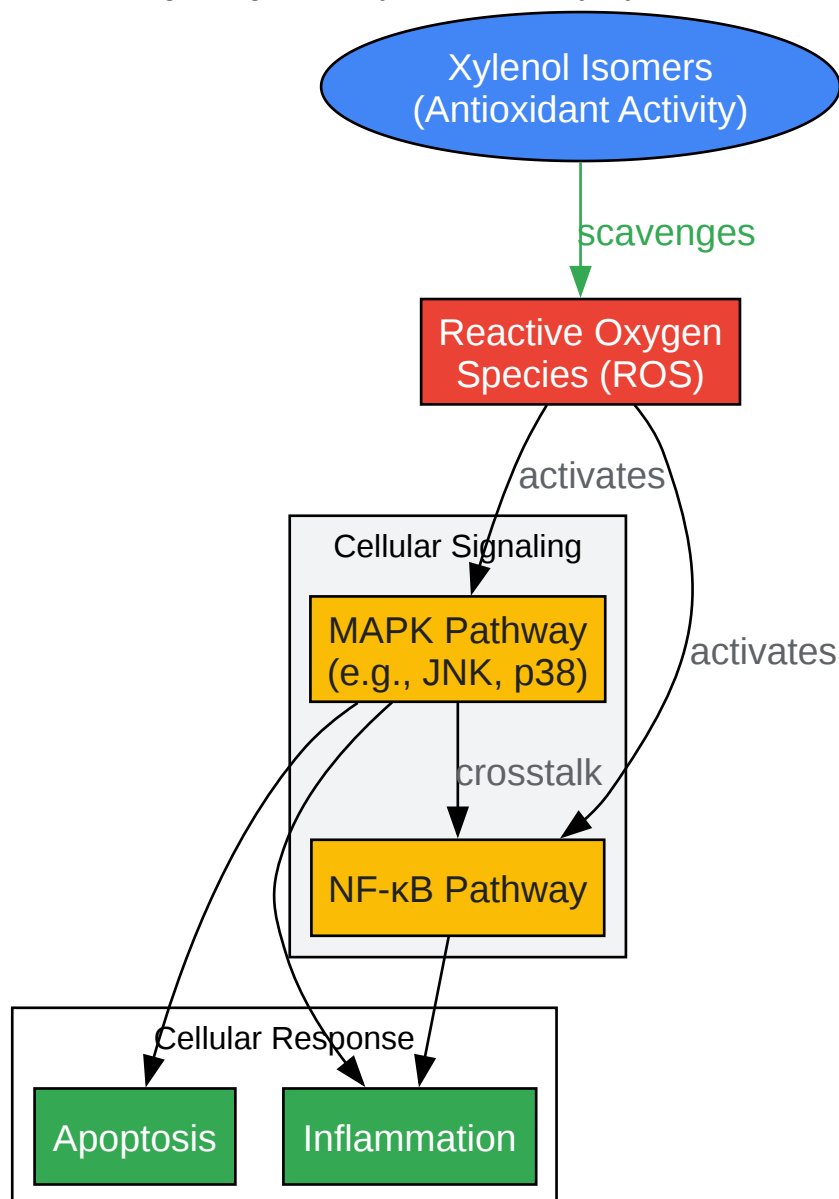 Xylenol Isomers
(Antioxidant Activity)
scavenges
Reactive Oxygen
Species (ROS)
activates
Cellular Signaling
MAPK Pathway
(e.g., JNK, p38)
activates
crosstalk
NF-κB Pathway
Cellular Response
Apoptosis
Inflammation